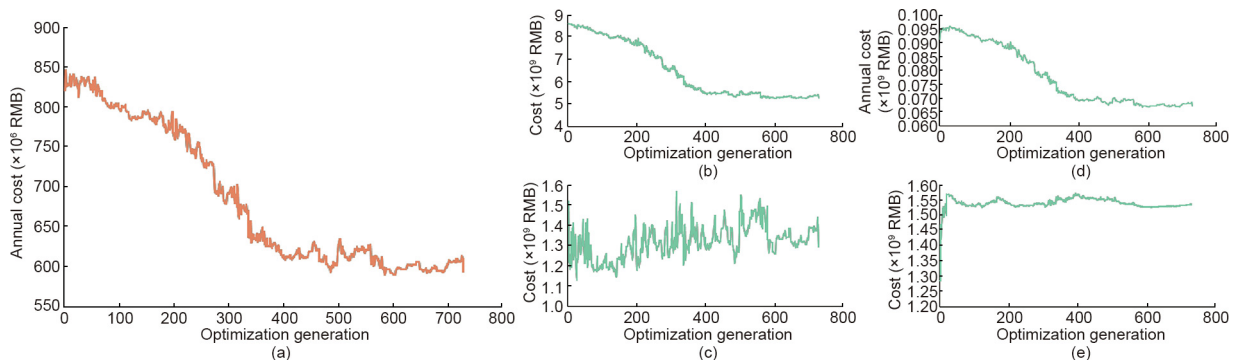 Annual cost (×10⁶ RMB)
900
850
800
750
700
650
600
550
0 100 200 300 400 500 600 700 800
Optimization generation
(a)
Cost (×10⁹ RMB)
9
8
7
6
5
4
0 200 400 600 800
Optimization generation
(b)
Annual cost
(×10⁹ RMB)
0.100
0.095
0.090
0.085
0.080
0.075
0.070
0.065
0.060
0 200 400 600 800
Optimization generation
(d)
Cost (×10⁹ RMB)
1.6
1.5
1.4
1.3
1.2
1.1
1.0
0 200 400 600 800
Optimization generation
(c)
Cost (×10⁹ RMB)
1.60
1.55
1.50
1.45
1.40
1.35
1.30
1.25
1.20
0 200 400 600 800
Optimization generation
(e)